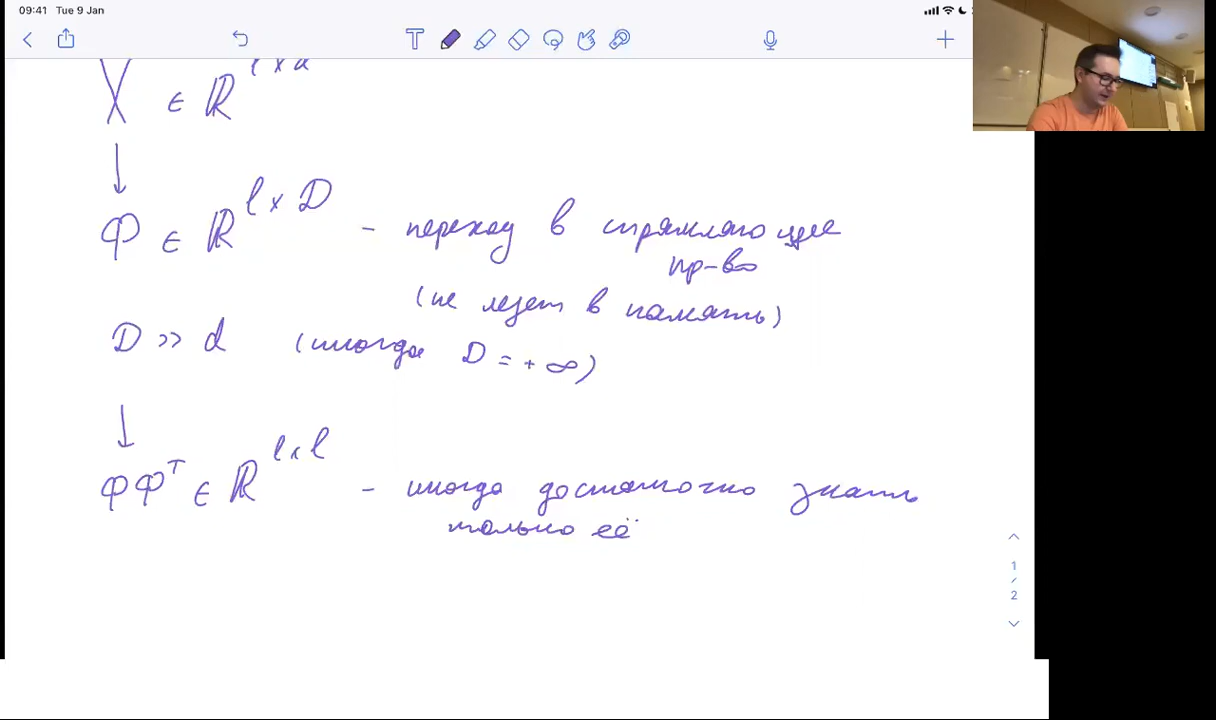 09:41 Tue 9 Jan
X ∈ ℝ^{l×d}
↓
Ф ∈ ℝ^{l×D} - переход в спрямляющее
пр-во
(не лезет в память)
D >> d (иногда D = +∞)
↓
ФФ^T ∈ ℝ^{l×l} - иногда достаточно знать
только её
1
/
2